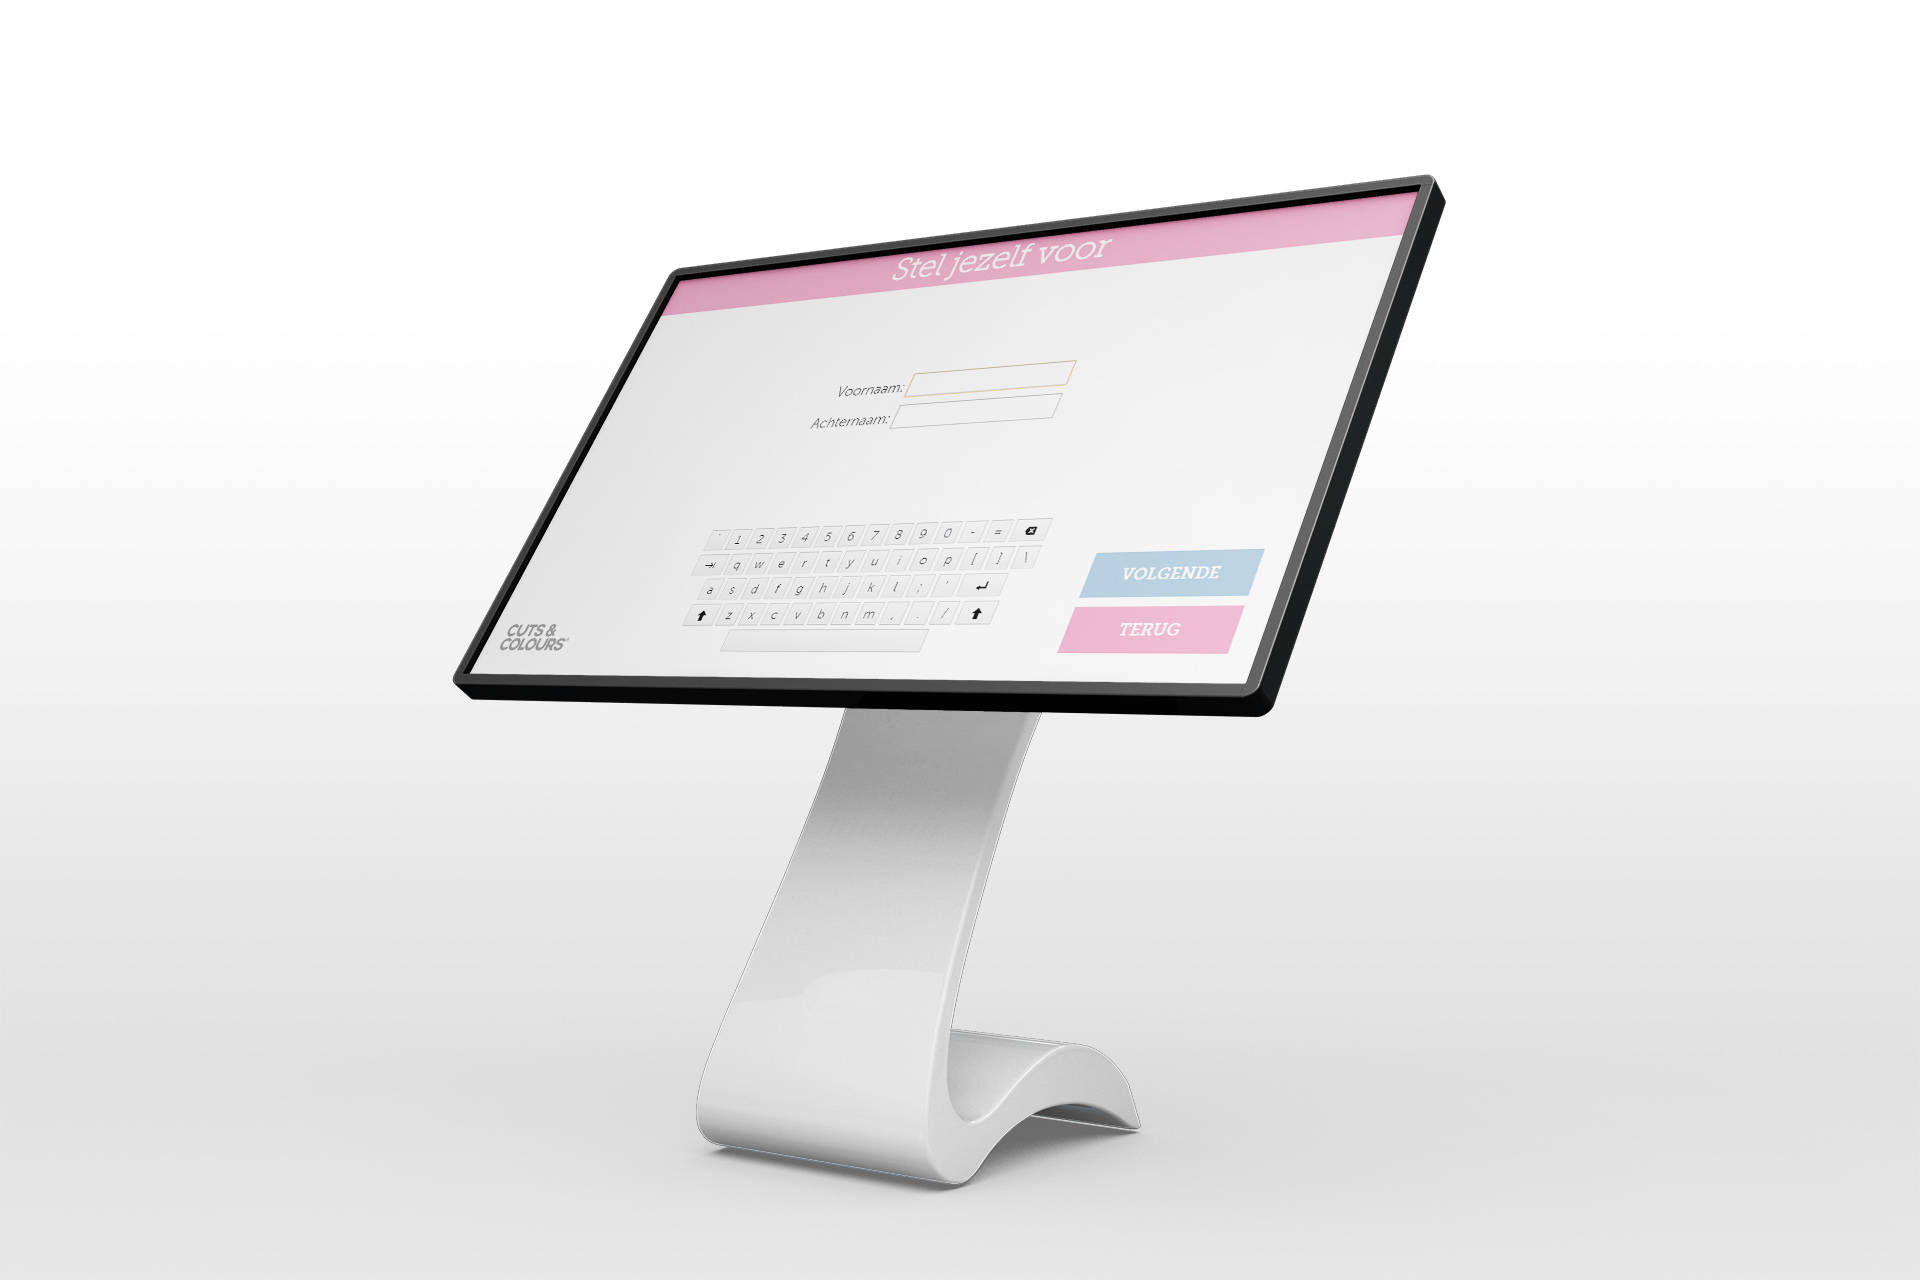 Stel jezelf voor
Voornaam:
Achternaam:
` 1 2 3 4 5 6 7 8 9 0 - =
q w e r t y u i o p [ ] \
a s d f g h j k l ; '
z x c v b n m , . /
VOLGENDE
TERUG
CUTS &
COLOURS